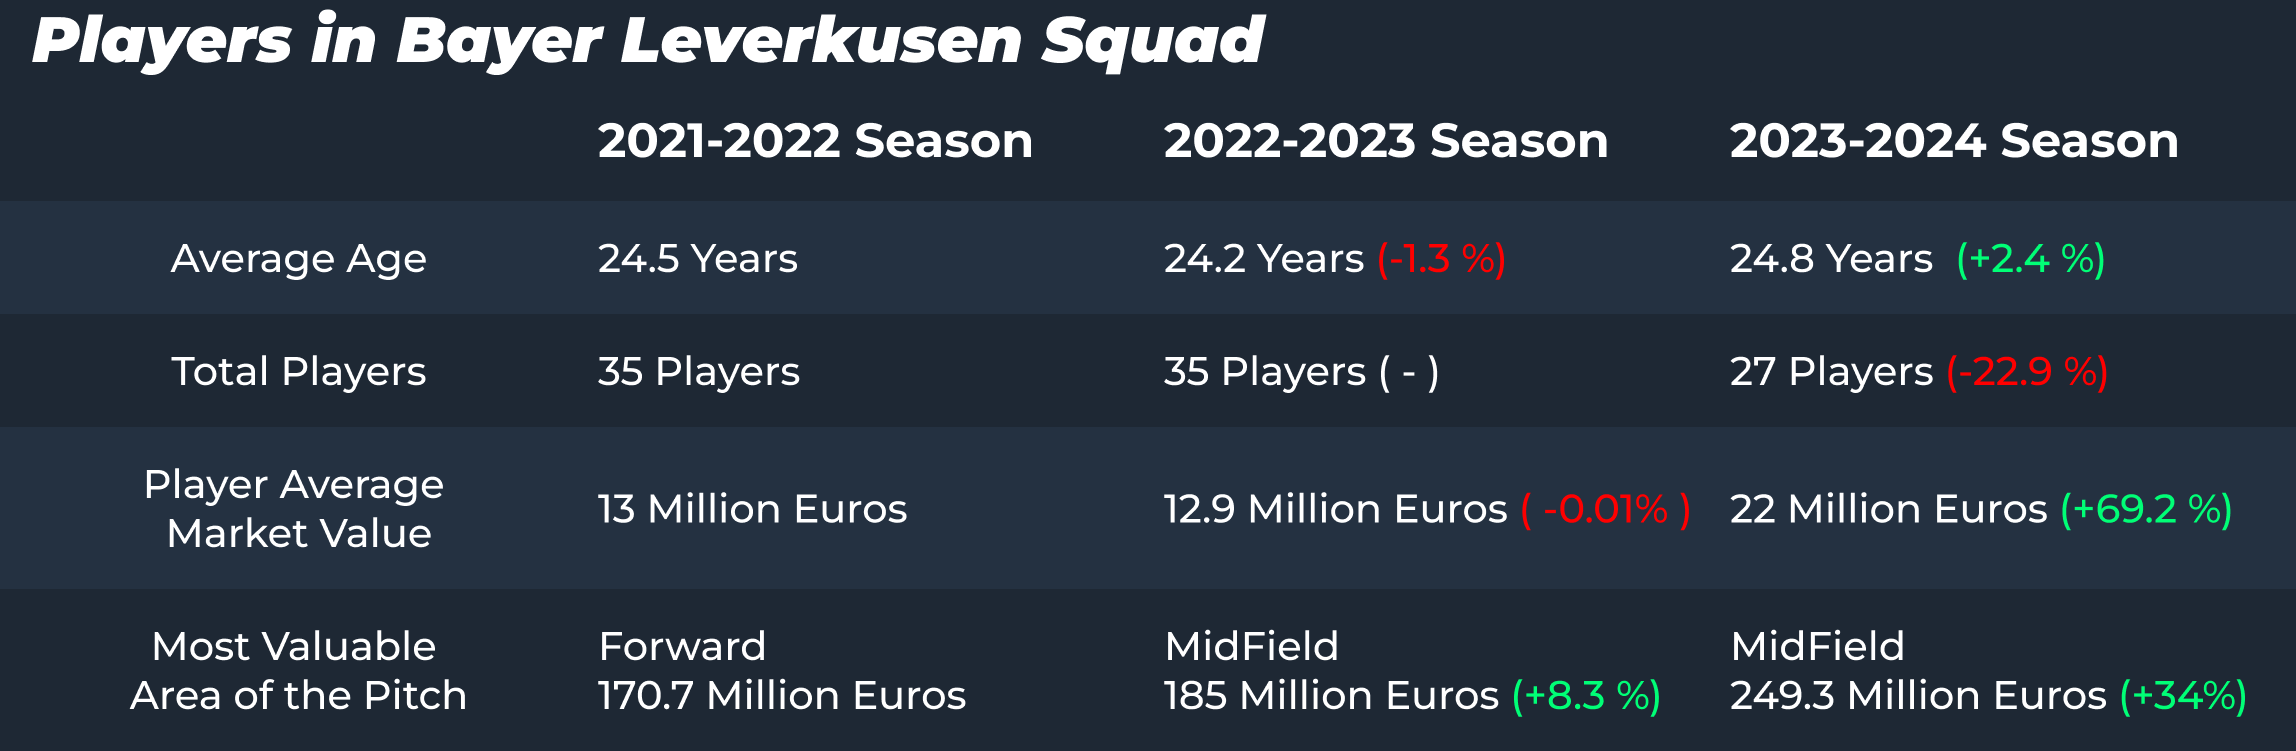 Players in Bayer Leverkusen Squad
2021-2022 Season 2022-2023 Season 2023-2024 Season
Average Age 24.5 Years 24.2 Years (-1.3 %) 24.8 Years (+2.4 %)
Total Players 35 Players 35 Players ( - ) 27 Players (-22.9 %)
Player Average
Market Value 13 Million Euros 12.9 Million Euros ( -0.01% ) 22 Million Euros (+69.2 %)
Most Valuable Forward MidField MidField
Area of the Pitch 170.7 Million Euros 185 Million Euros (+8.3 %) 249.3 Million Euros (+34%)